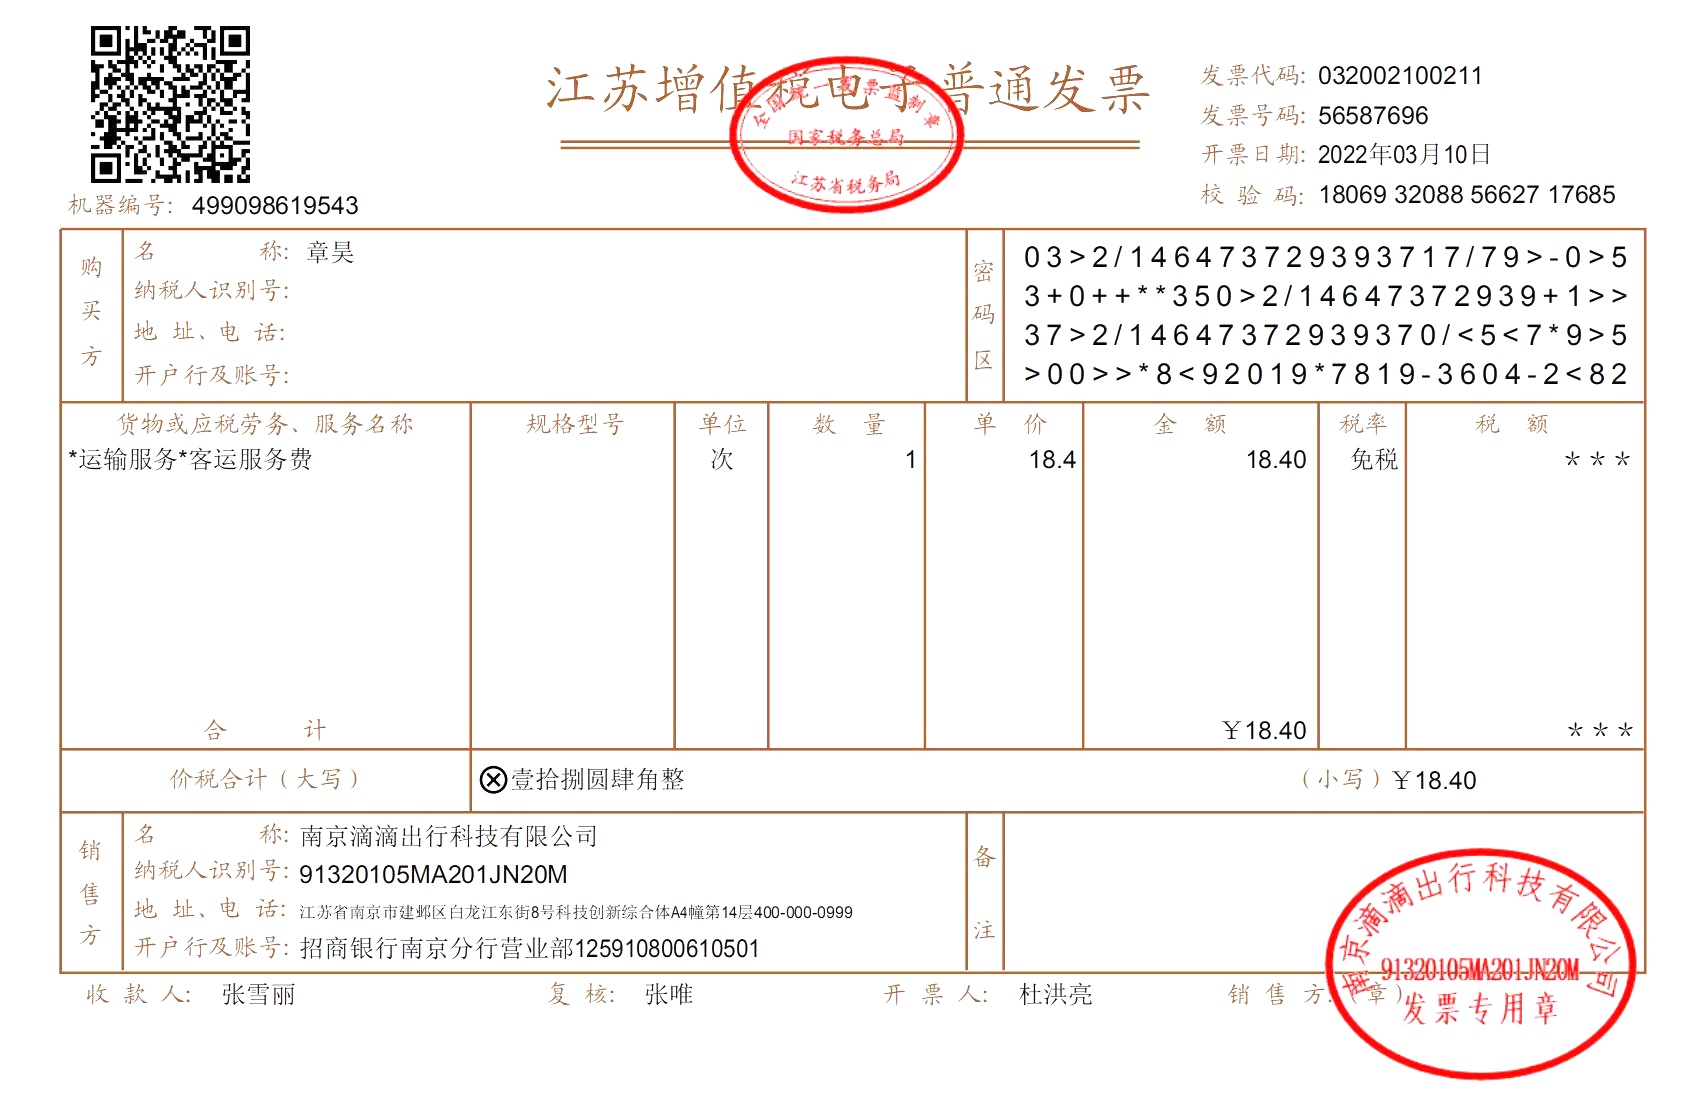 江苏增值税电子普通发票
全国统一发票监制章
国家税务总局
江苏省税务局
发票代码: 032002100211
发票号码: 56587696
开票日期: 2022年03月10日
校 验 码: 18069 32088 56627 17685
机器编号: 499098619543
购买方
名 称: 章昊
纳税人识别号:
地 址、电 话:
开户行及账号:
密码区
03>2/14647372939371​7/79>-0>5
3+0++**350>2/14647372939+1>>
37>2/14647372939370/<5<7*9>5
>00>>*8<92019*7819-3604-2<82
货物或应税劳务、服务名称 规格型号 单位 数 量 单 价 金 额 税率 税 额
*运输服务*客运服务费 次 1 18.4 18.40 免税 ***
合 计 ￥18.40 ***
价税合计（大写） ⊗壹拾捌圆肆角整 （小写）￥18.40
销售方
名 称: 南京滴滴出行科技有限公司
纳税人识别号: 91320105MA201JN20M
地 址、电 话: 江苏省南京市建邺区白龙江东街8号科技创新综合体A4幢第14层400-000-0999
开户行及账号: 招商银行南京分行营业部125910800610501
备注
收 款 人: 张雪丽 复 核: 张唯 开 票 人: 杜洪亮 销 售 方:（章）
南京滴滴出行科技有限公司
91320105MA201JN20M
发票专用章